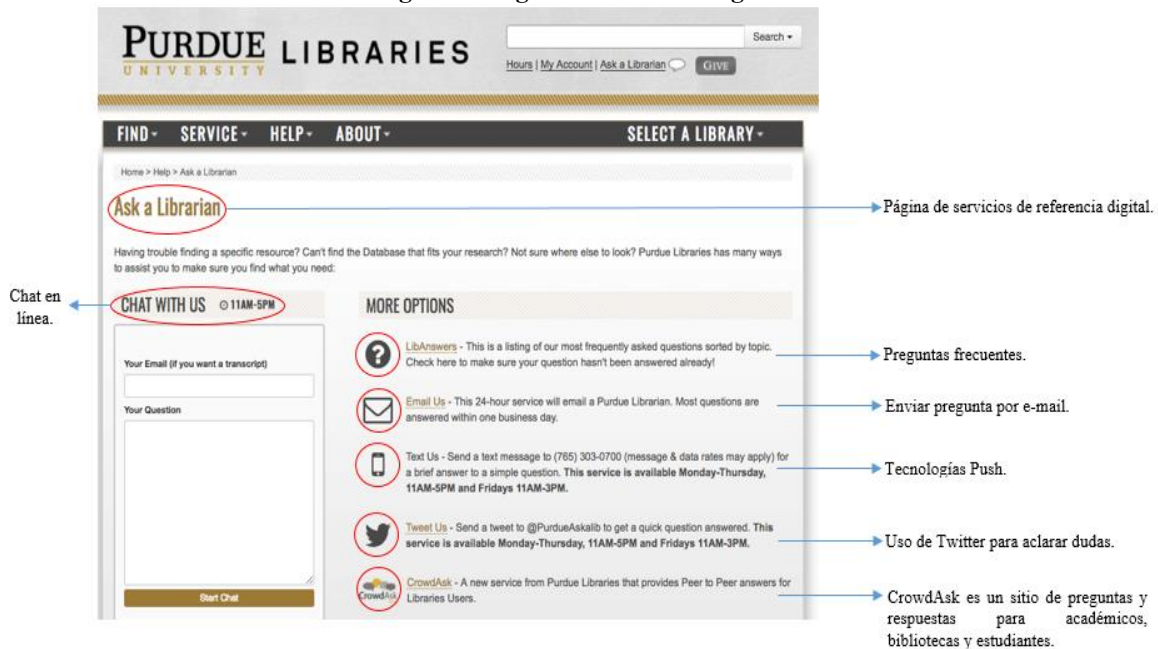 PURDUE
UNIVERSITY
LIBRARIES
Search
Hours | My Account | Ask a Librarian
GIVE
FIND
SERVICE
HELP
ABOUT
SELECT A LIBRARY
Home > Help > Ask a Librarian
Ask a Librarian
Página de servicios de referencia digital.
Having trouble finding a specific resource? Can't find the Database that fits your research? Not sure where else to look? Purdue Libraries has many ways
to assist you to make sure you find what you need:
Chat en
línea.
CHAT WITH US 11AM-5PM
Your Email (if you want a transcript)
Your Question
Start Chat
MORE OPTIONS
LibAnswers - This is a listing of our most frequently asked questions sorted by topic.
Check here to make sure your question hasn't been answered already!
Preguntas frecuentes.
Email Us - This 24-hour service will email a Purdue Librarian. Most questions are
answered within one business day.
Enviar pregunta por e-mail.
Text Us - Send a text message to (765) 303-0700 (message & data rates may apply) for
a brief answer to a simple question. This service is available Monday-Thursday,
11AM-5PM and Fridays 11AM-3PM.
Tecnologías Push.
Tweet Us - Send a tweet to @PurdueAskalib to get a quick question answered. This
service is available Monday-Thursday, 11AM-5PM and Fridays 11AM-3PM.
Uso de Twitter para aclarar dudas.
CrowdAsk
CrowdAsk - A new service from Purdue Libraries that provides Peer to Peer answers for
Libraries Users.
CrowdAsk es un sitio de preguntas y
respuestas para académicos,
bibliotecas y estudiantes.